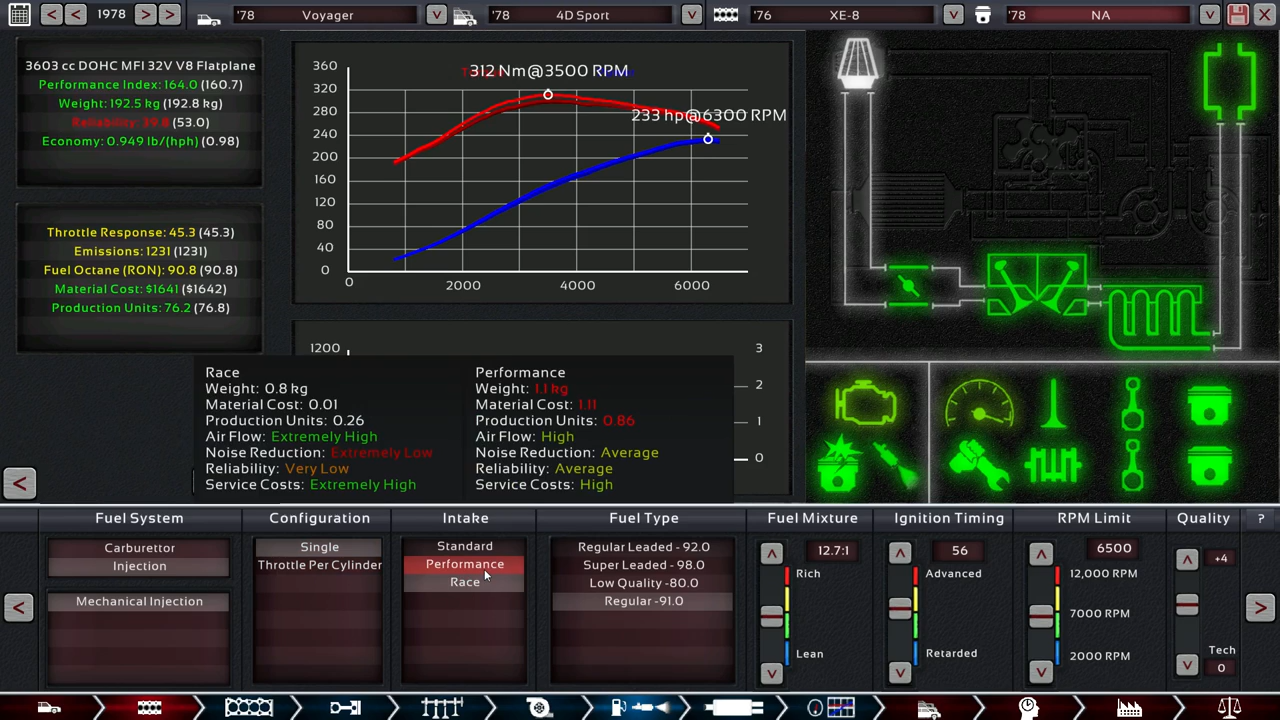 1978
'78 Voyager
'78 4D Sport
'76 XE-8
'78 NA
3603 cc DOHC MFI 32V V8 Flatplane
Performance Index: 164.0 (160.7)
Weight: 192.5 kg (192.8 kg)
Reliability: 39.8 (53.0)
Economy: 0.949 lb/(hph) (0.98)
Throttle Response: 45.3 (45.3)
Emissions: 1231 (1231)
Fuel Octane (RON): 90.8 (90.8)
Material Cost: $1641 ($1642)
Production Units: 76.2 (76.8)
360
320
280
240
200
160
120
80
40
0
312 Nm@3500 RPM
233 hp@6300 RPM
0
2000
4000
6000
1200
3
2
1
0
Race
Weight: 0.8 kg
Material Cost: 0.01
Production Units: 0.26
Air Flow: Extremely High
Noise Reduction: Extremely Low
Reliability: Very Low
Service Costs: Extremely High
Performance
Weight: 1.1 kg
Material Cost: 1.11
Production Units: 0.86
Air Flow: High
Noise Reduction: Average
Reliability: Average
Service Costs: High
Fuel System
Carburettor
Injection
Mechanical Injection
Configuration
Single
Throttle Per Cylinder
Intake
Standard
Performance
Race
Fuel Type
Regular Leaded - 92.0
Super Leaded - 98.0
Low Quality -80.0
Regular -91.0
Fuel Mixture
12.7:1
Rich
Lean
Ignition Timing
56
Advanced
Retarded
RPM Limit
6500
12,000 RPM
7000 RPM
2000 RPM
Quality
+4
Tech
0
?